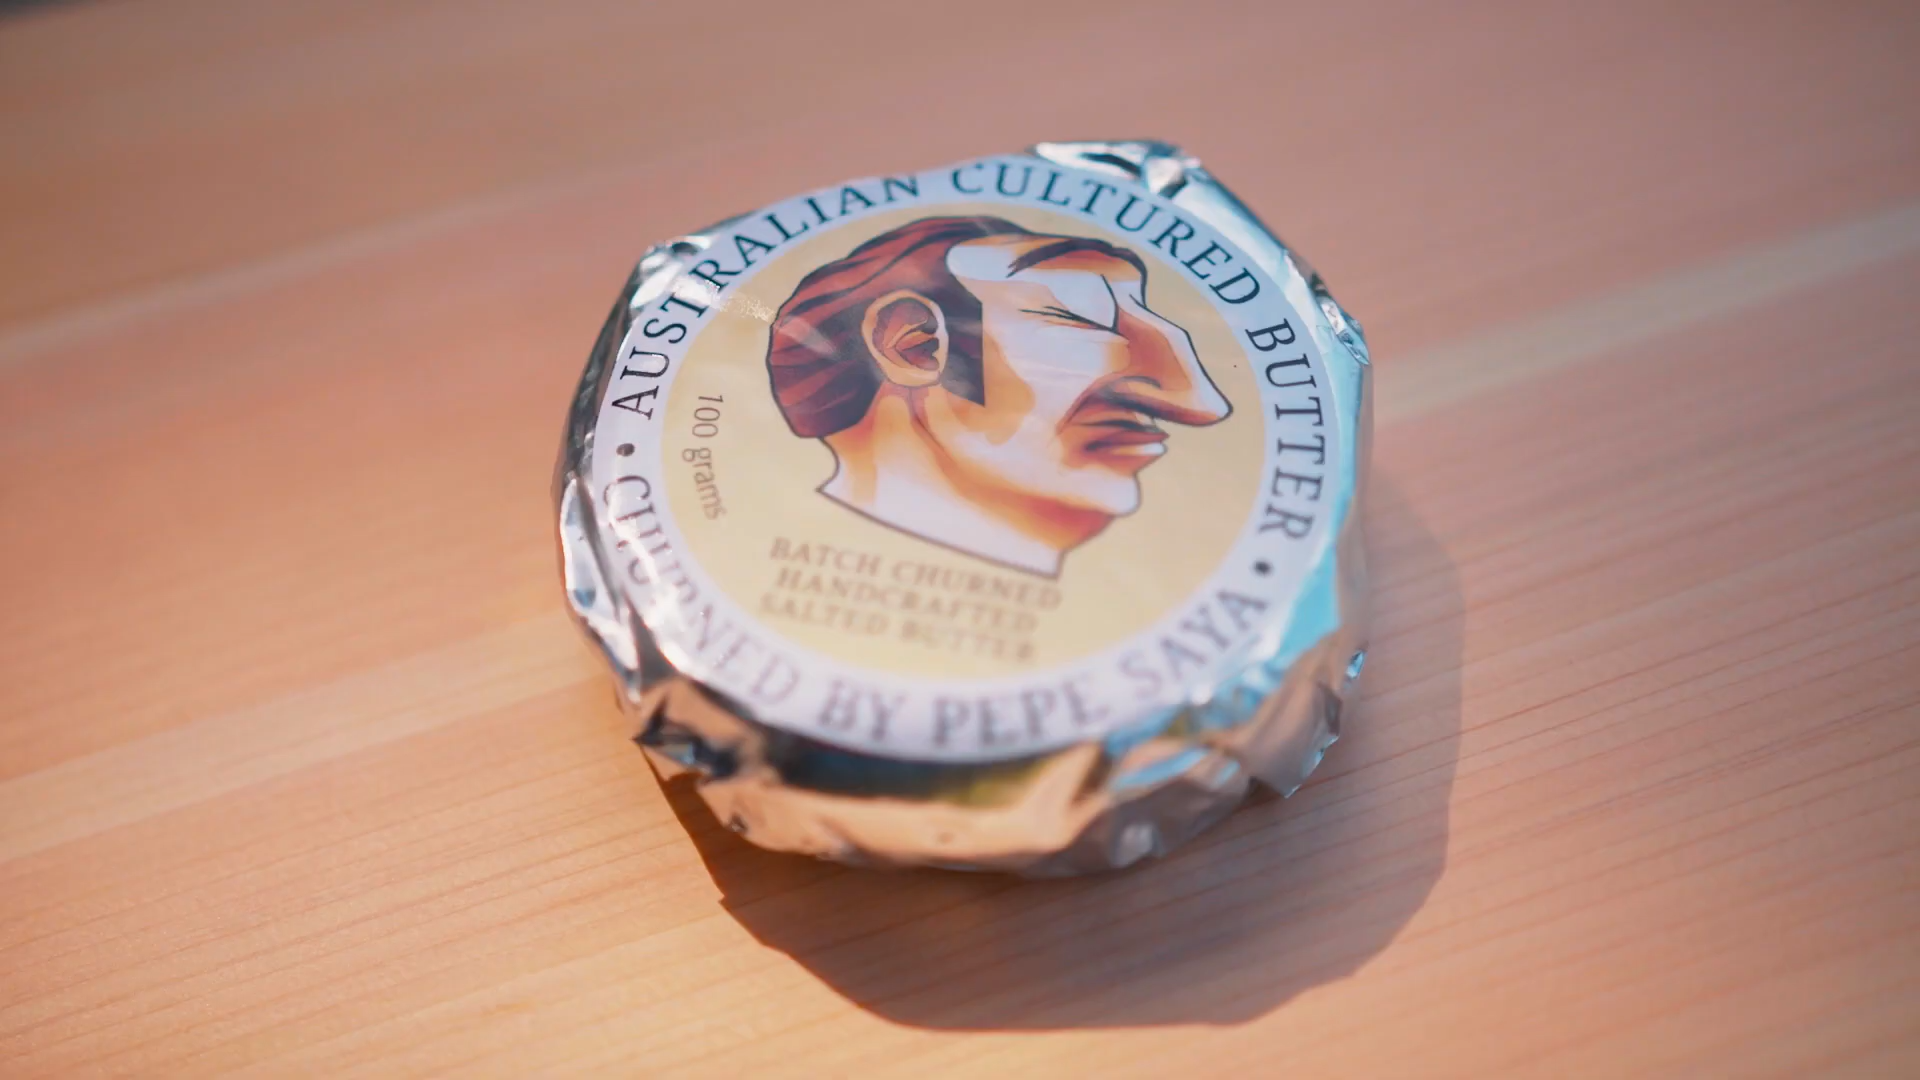 AUSTRALIAN CULTURED BUTTER •
CHURNED BY PEPE SAYA •
100 grams
BATCH CHURNED
HANDCRAFTED
SALTED BUTTER